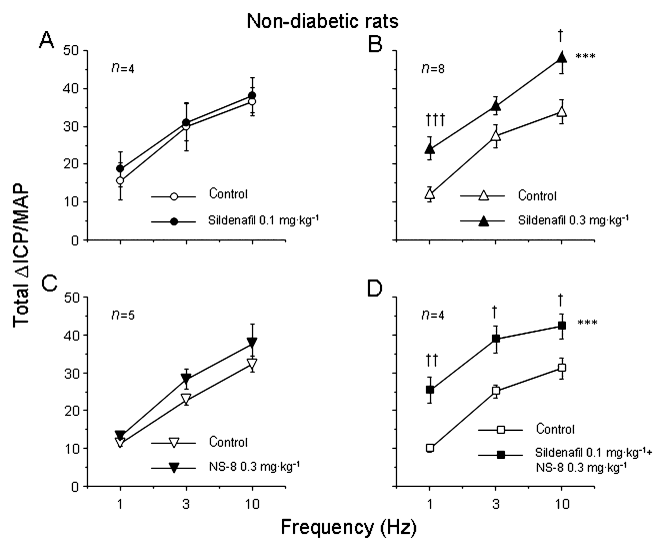 Non-diabetic rats
A
B
50
40
30
20
10
0
n=4
Control
Sildenafil 0.1 mg·kg⁻¹
n=8
†††
†
***
Control
Sildenafil 0.3 mg·kg⁻¹
Total ΔICP/MAP
C
D
50
40
30
20
10
0
n=5
Control
NS-8 0.3 mg·kg⁻¹
1
3
10
n=4
††
†
†
***
Control
Sildenafil 0.1 mg·kg⁻¹+
NS-8 0.3 mg·kg⁻¹
1
3
10
Frequency (Hz)